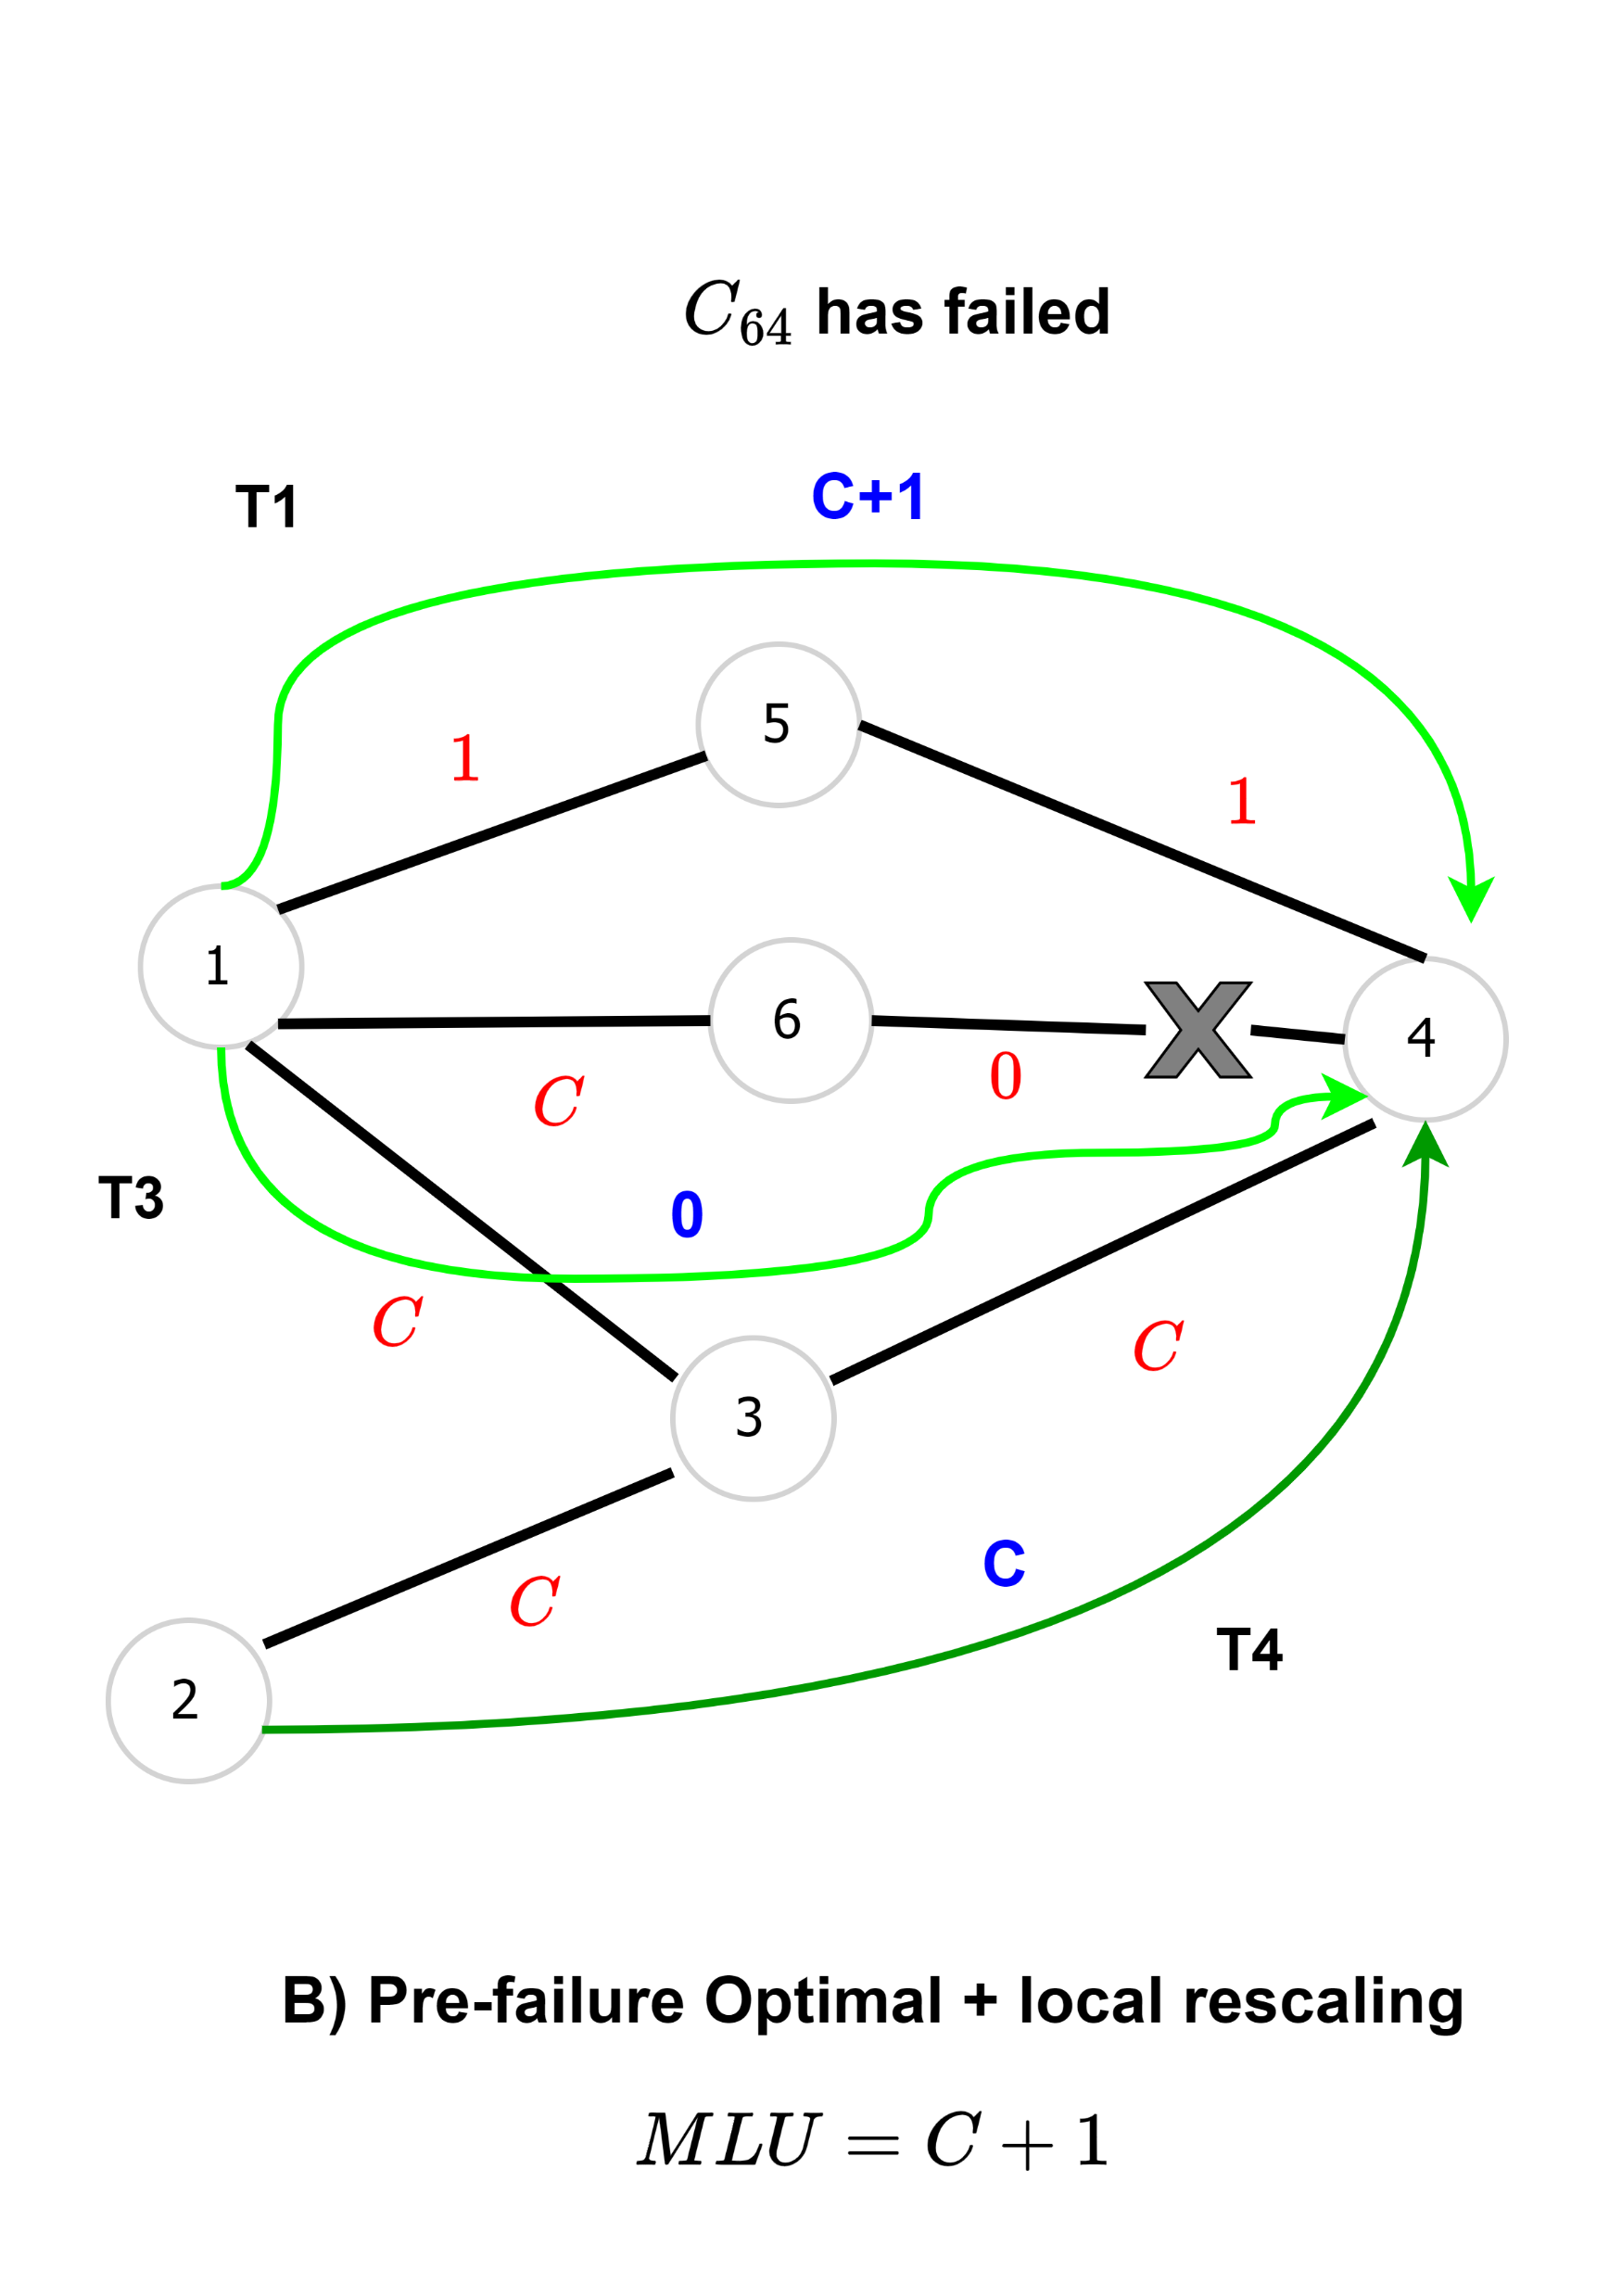 C₆₄ has failed
T1
C+1
5
1
1
1
6
4
0
C
T3
0
C
C
3
C
C
T4
2
B) Pre-failure Optimal + local rescaling
MLU = C + 1